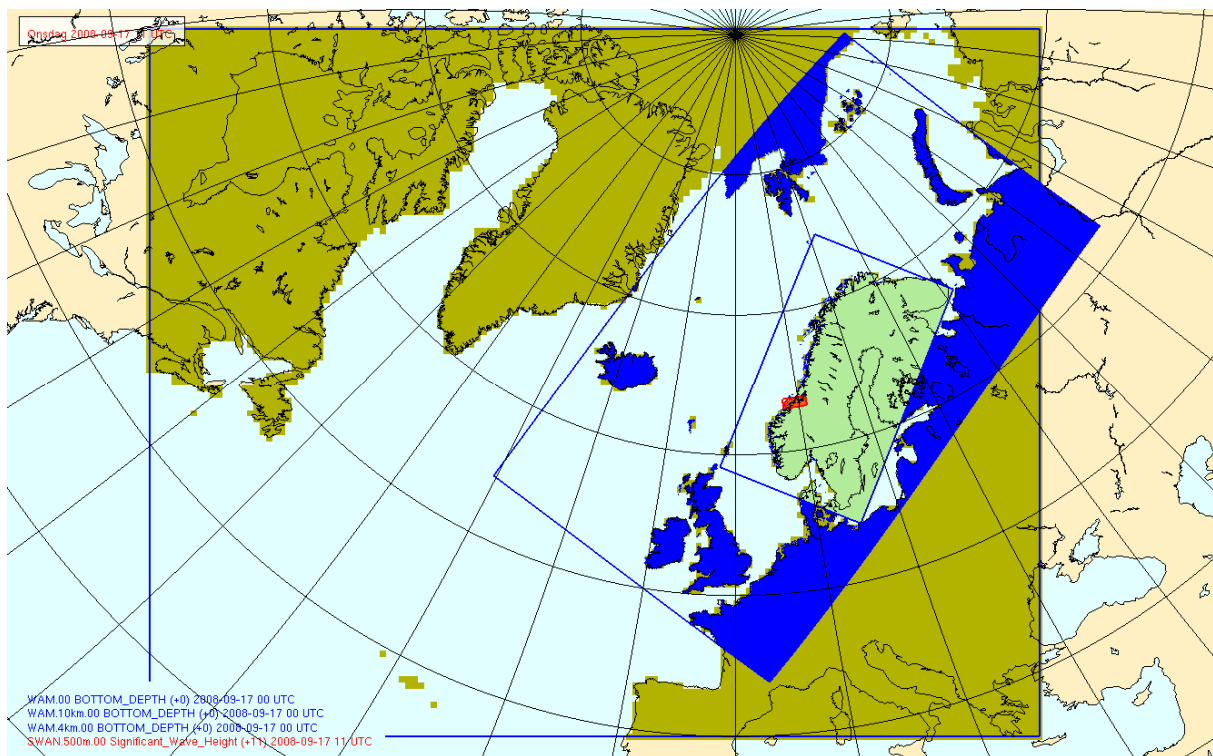 Onsdag 2008-09-17 11 UTC
WAM.00 BOTTOM_DEPTH (+0) 2008-09-17 00 UTC
WAM.10km.00 BOTTOM_DEPTH (+0) 2008-09-17 00 UTC
WAM.4km.00 BOTTOM_DEPTH (+0) 2008-09-17 00 UTC
SWAN.500m.00 Significant_Wave_Height (+11) 2008-09-17 11 UTC